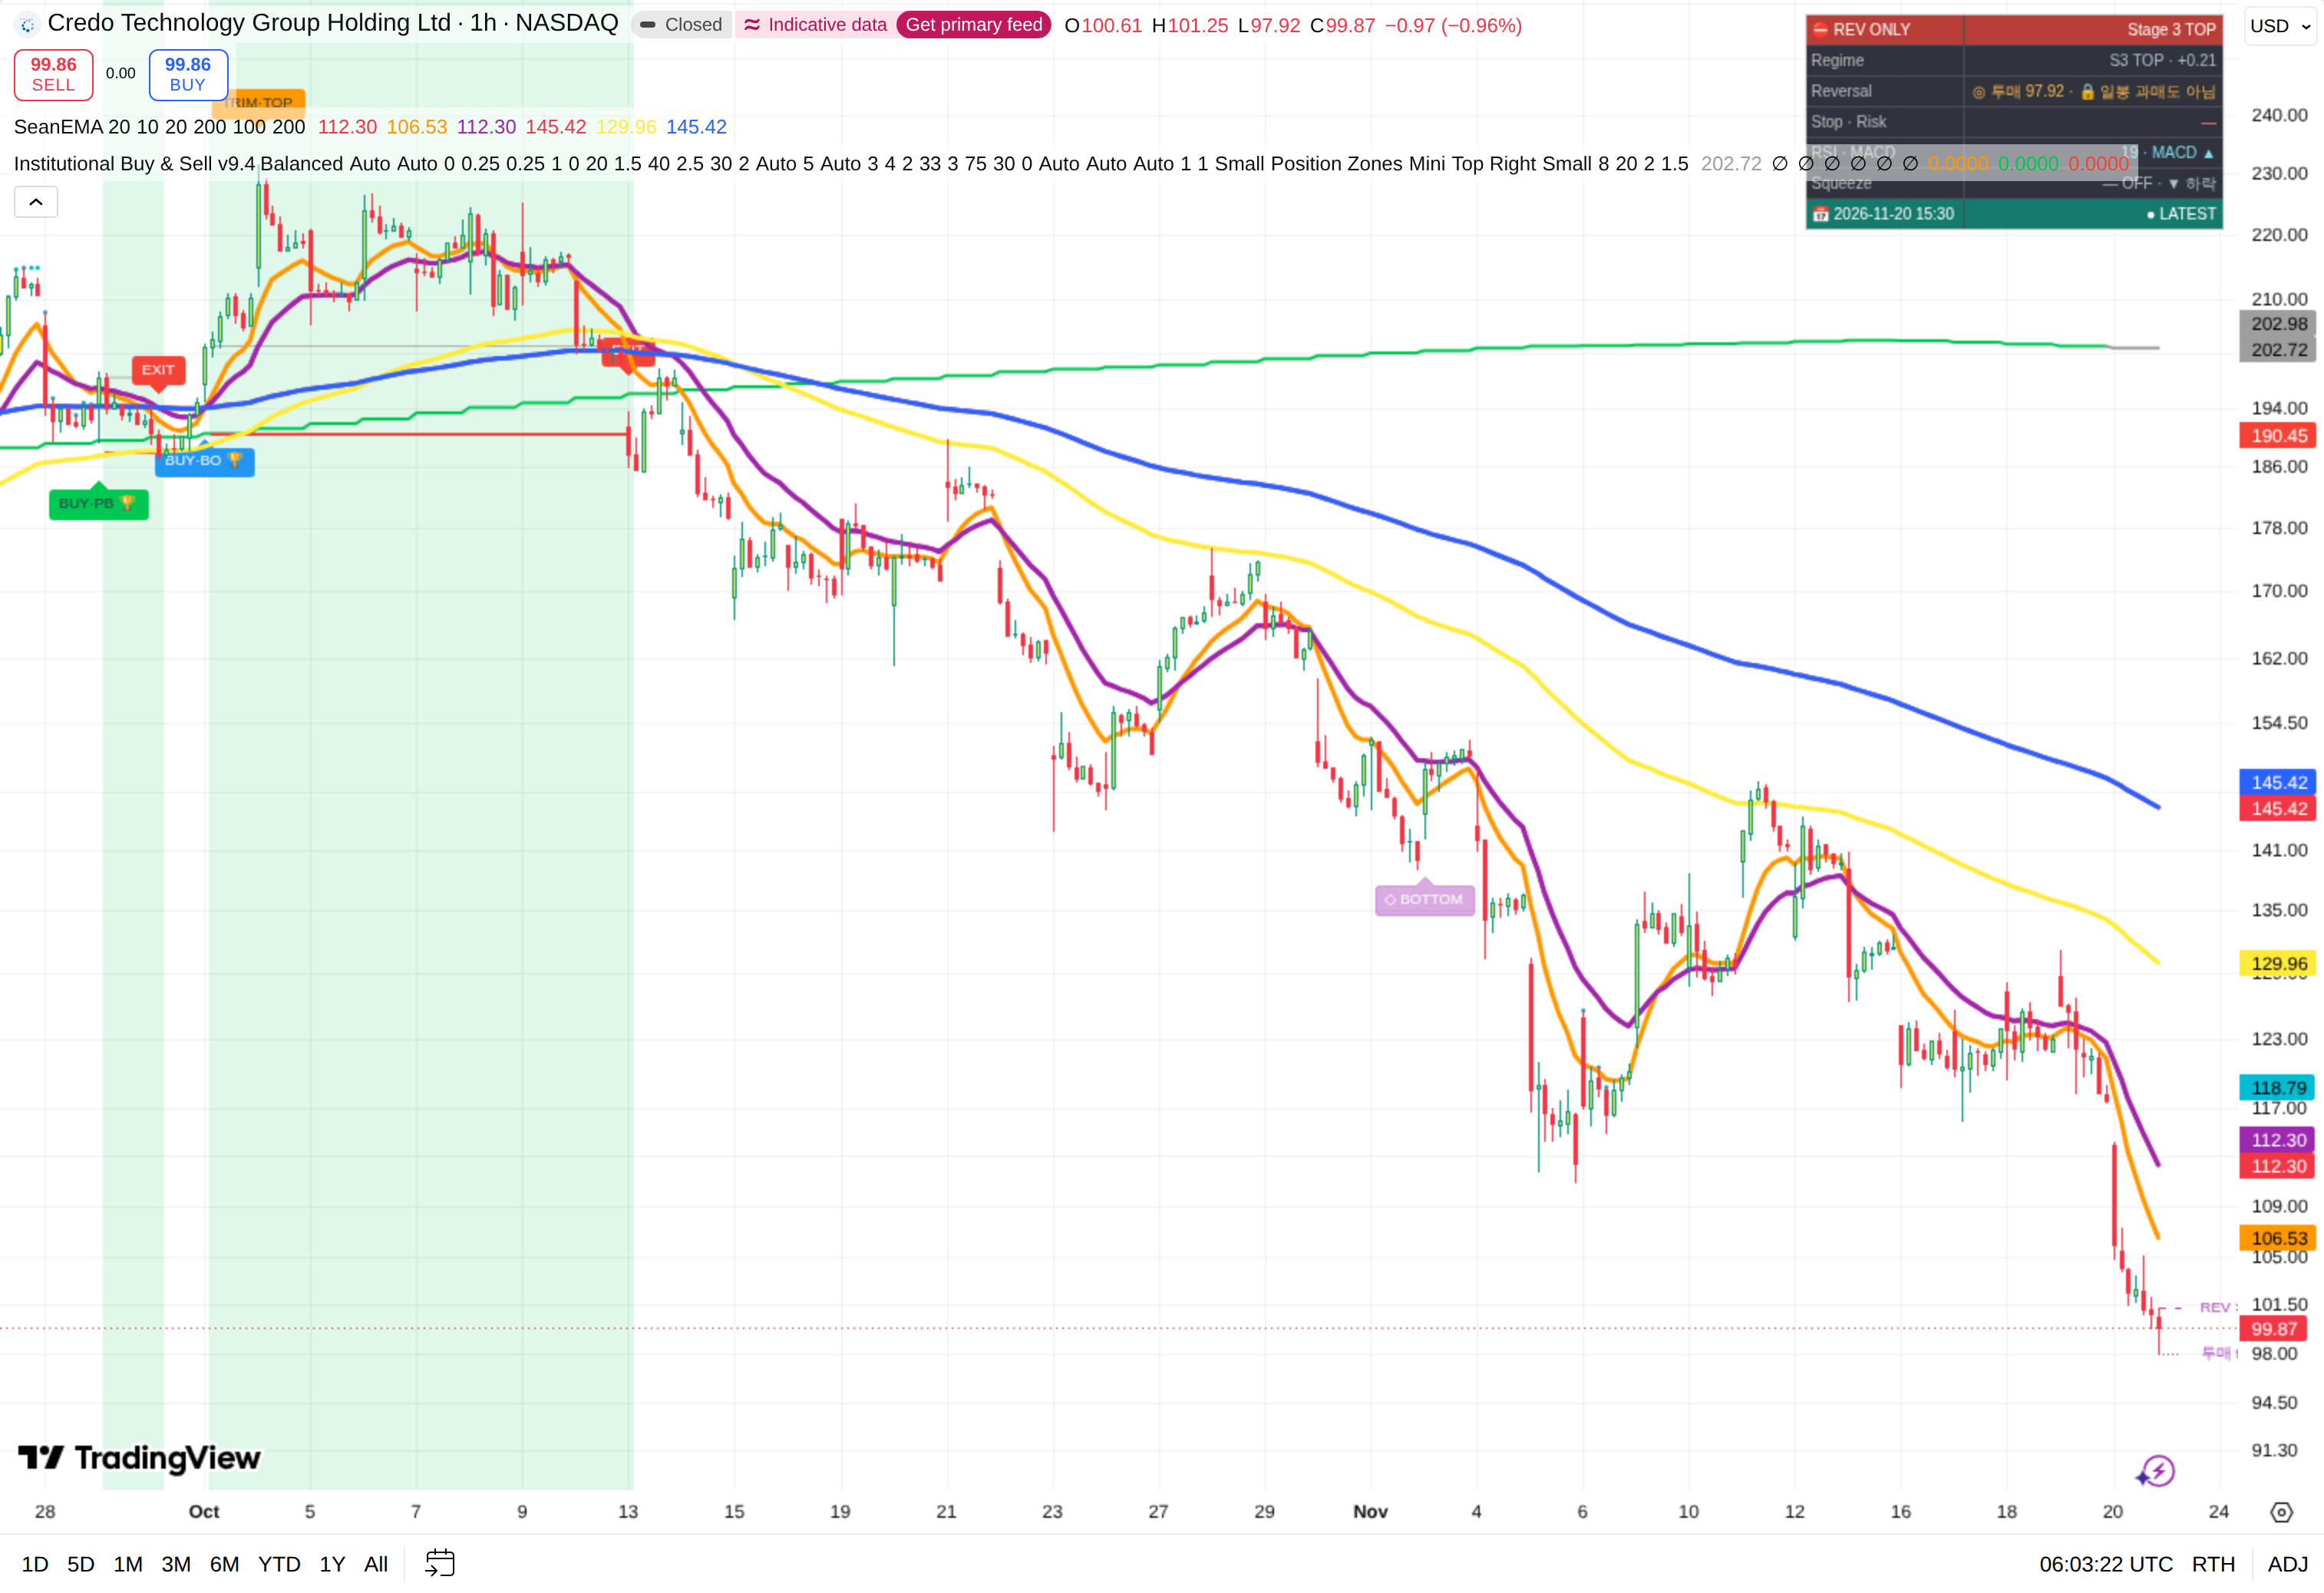 Credo Technology Group Holding Ltd · 1h · NASDAQ Closed Indicative data Get primary feed O100.61 H101.25 L97.92 C99.87 −0.97 (−0.96%)
99.86 SELL 0.00 99.86 BUY
TRIM-TOP
SeanEMA 20 10 20 200 100 200 112.30 106.53 112.30 145.42 129.96 145.42
Institutional Buy & Sell v9.4 Balanced Auto Auto 0 0.25 0.25 1 0 20 1.5 40 2.5 30 2 Auto 5 Auto 3 4 2 33 3 75 30 0 Auto Auto Auto 1 1 Small Position Zones Mini Top Right Small 8 20 2 1.5 202.72 ∅ ∅ ∅ ∅ ∅ ∅ 0.0000 0.0000 0.0000
⛔ REV ONLY Stage 3 TOP
Regime S3 TOP · +0.21
Reversal ◎ 투매 97.92 · 🔒 일봉 과매도 아님
Stop · Risk —
RSI · MACD 19 · MACD ▲
Squeeze — OFF · ▼ 하락
📅 2026-11-20 15:30 ● LATEST
USD
240.00
230.00
220.00
210.00
202.98
202.72
194.00
190.45
186.00
178.00
170.00
162.00
154.50
145.42
145.42
141.00
135.00
129.96
123.00
118.79
117.00
112.30
112.30
109.00
106.53
105.00
101.50
99.87
98.00
94.50
91.30
EXIT
EXIT
BUY-BO 🏆
BUY-PB 🏆
◇ BOTTOM
REV
투매
TradingView
28 Oct 5 7 9 13 15 19 21 23 27 29 Nov 4 6 10 12 16 18 20 24
1D 5D 1M 3M 6M YTD 1Y All
06:03:22 UTC RTH ADJ